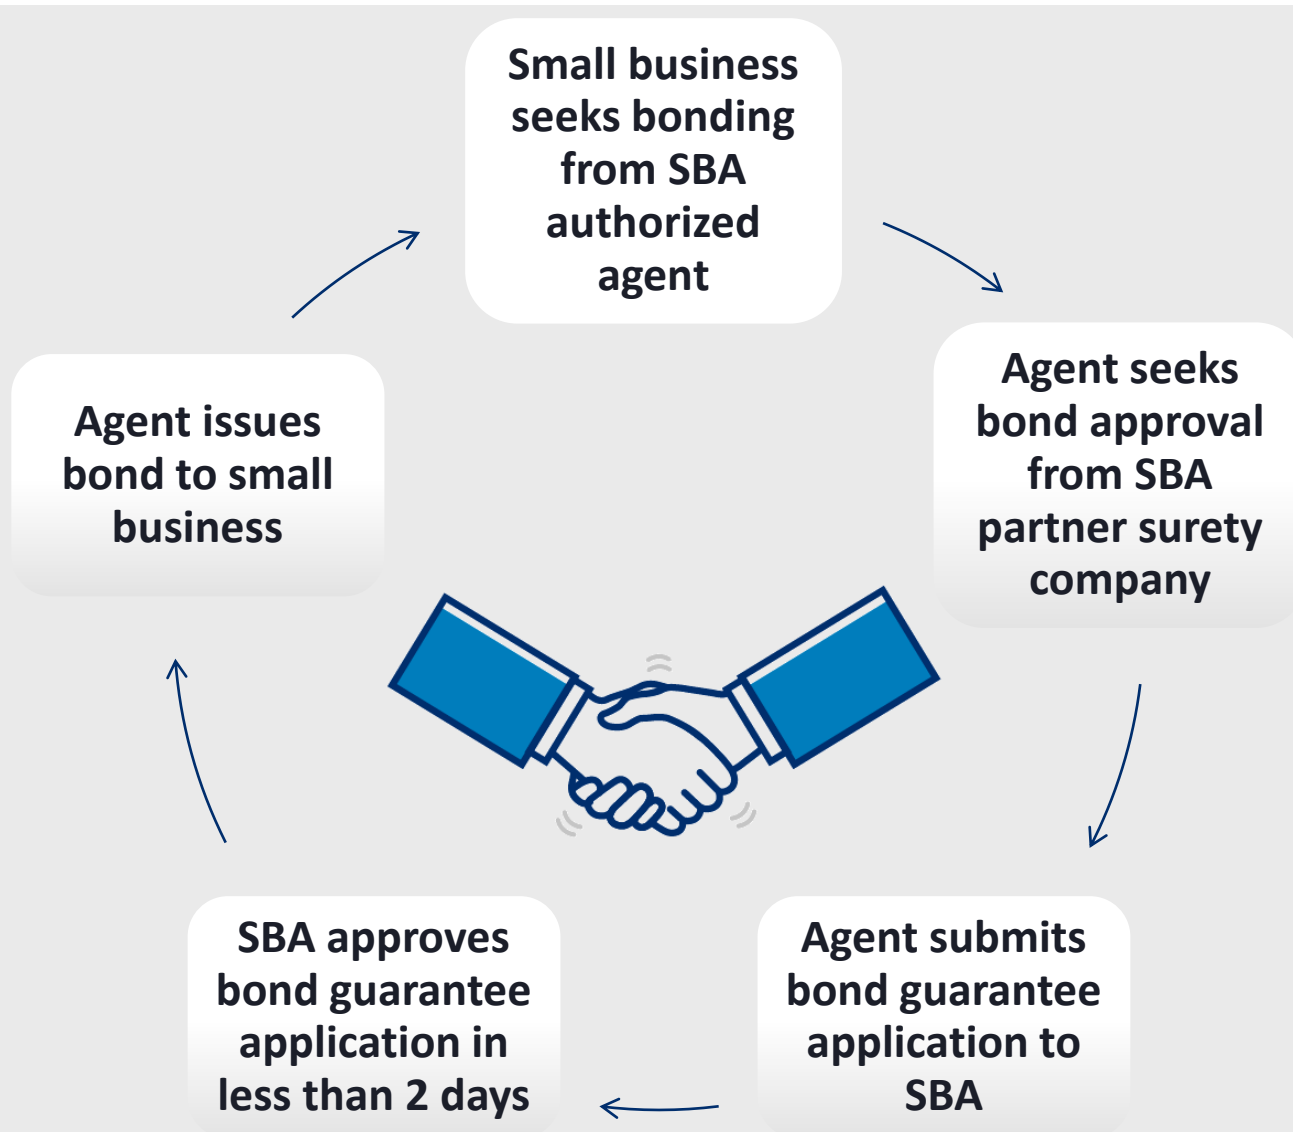 Small business
seeks bonding
from SBA
authorized
agent
Agent seeks
bond approval
from SBA
partner surety
company
Agent submits
bond guarantee
application to
SBA
SBA approves
bond guarantee
application in
less than 2 days
Agent issues
bond to small
business